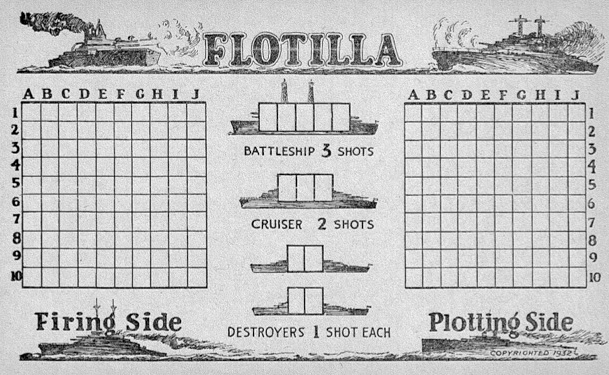 FLOTILLA
A B C D E F G H I J
1
2
3
4
5
6
7
8
9
10
BATTLESHIP 3 SHOTS
CRUISER 2 SHOTS
DESTROYERS 1 SHOT EACH
Firing Side
A B C D E F G H I J
1
2
3
4
5
6
7
8
9
10
Plotting Side
COPYRIGHTED 1932